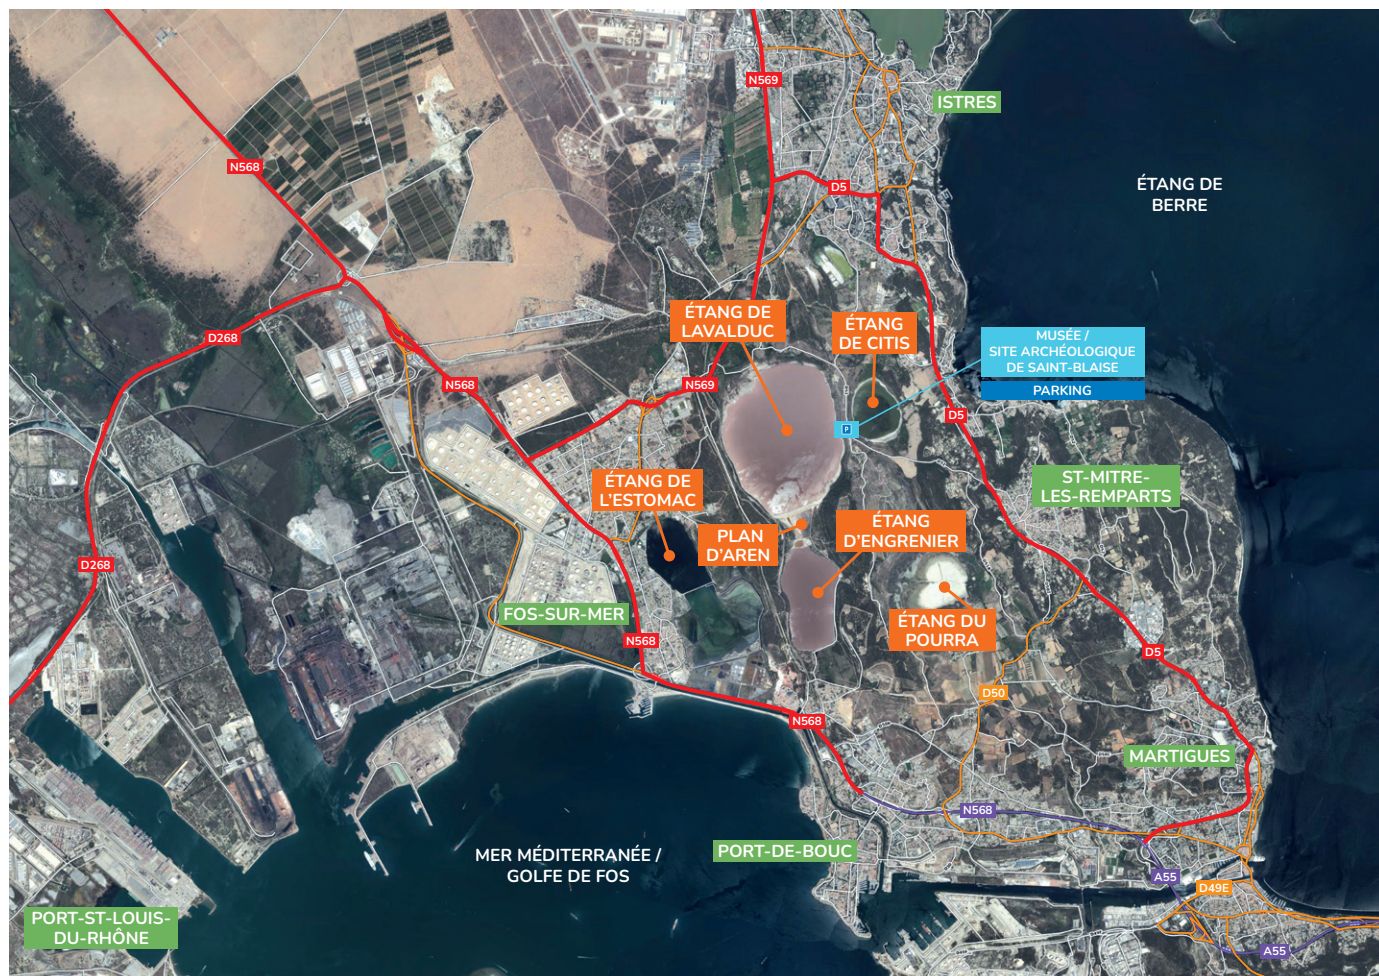 N569
ISTRES
N568
ÉTANG DE
BERRE
D5
ÉTANG DE
LAVALDUC
ÉTANG
DE CITIS
D268
MUSÉE /
SITE ARCHÉOLOGIQUE
DE SAINT-BLAISE
PARKING
N568
N569
D5
P
ÉTANG DE
L'ESTOMAC
ST-MITRE-
LES-REMPARTS
PLAN
D'AREN
ÉTANG
D'ENGRENIER
D268
FOS-SUR-MER
ÉTANG DU
POURRA
N568
D5
D50
N568
MARTIGUES
N568
PORT-DE-BOUC
MER MÉDITERRANÉE /
GOLFE DE FOS
A55
D49E
PORT-ST-LOUIS-
DU-RHÔNE
A55